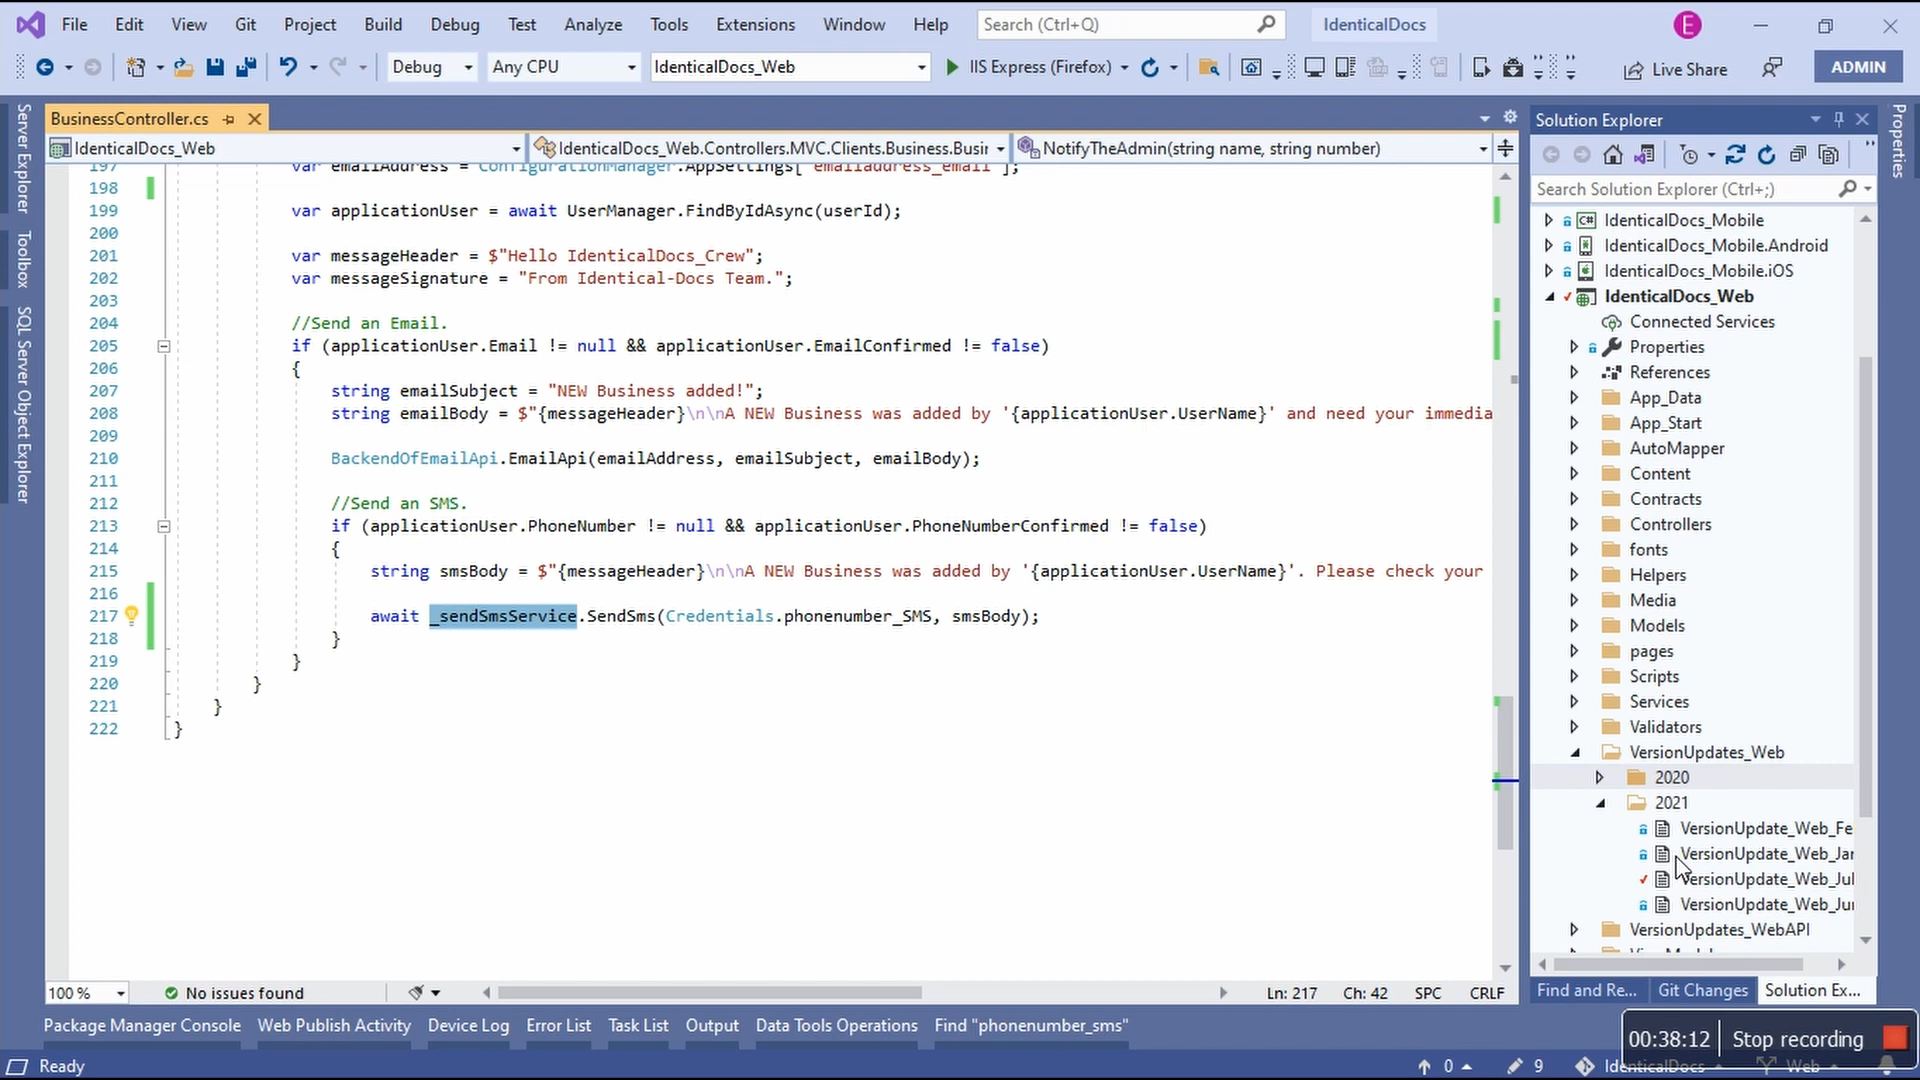 File Edit View Git Project Build Debug Test Analyze Tools Extensions Window Help Search (Ctrl+Q) IdenticalDocs E
Debug Any CPU IdenticalDocs_Web IIS Express (Firefox) Live Share ADMIN
Server Explorer
Toolbox
SQL Server Object Explorer
BusinessController.cs
IdenticalDocs_Web IdenticalDocs_Web.Controllers.MVC.Clients.Business.Busir NotifyTheAdmin(string name, string number)
197 var emailAddress = ConfigurationManager.AppSettings["emailaddress_email"];
198
199 var applicationUser = await UserManager.FindByIdAsync(userId);
200
201 var messageHeader = $"Hello IdenticalDocs_Crew";
202 var messageSignature = "From Identical-Docs Team.";
203
204 //Send an Email.
205 if (applicationUser.Email != null && applicationUser.EmailConfirmed != false)
206 {
207 string emailSubject = "NEW Business added!";
208 string emailBody = $"{messageHeader}\n\nA NEW Business was added by '{applicationUser.UserName}' and need your immedia
209
210 BackendOfEmailApi.EmailApi(emailAddress, emailSubject, emailBody);
211
212 //Send an SMS.
213 if (applicationUser.PhoneNumber != null && applicationUser.PhoneNumberConfirmed != false)
214 {
215 string smsBody = $"{messageHeader}\n\nA NEW Business was added by '{applicationUser.UserName}'. Please check your
216
217 await _sendSmsService.SendSms(Credentials.phonenumber_SMS, smsBody);
218 }
219 }
220 }
221 }
222 }
100 % No issues found Ln: 217 Ch: 42 SPC CRLF
Solution Explorer
Search Solution Explorer (Ctrl+;)
IdenticalDocs_Mobile
IdenticalDocs_Mobile.Android
IdenticalDocs_Mobile.iOS
IdenticalDocs_Web
Connected Services
Properties
References
App_Data
App_Start
AutoMapper
Content
Contracts
Controllers
fonts
Helpers
Media
Models
pages
Scripts
Services
Validators
VersionUpdates_Web
2020
2021
VersionUpdate_Web_Fe
VersionUpdate_Web_Jar
VersionUpdate_Web_Jul
VersionUpdate_Web_Jur
VersionUpdates_WebAPI
Find and Re... Git Changes Solution Ex...
Properties
Package Manager Console Web Publish Activity Device Log Error List Task List Output Data Tools Operations Find "phonenumber_sms"
00:38:12 Stop recording
Ready 0 9 IdenticalDocs Web